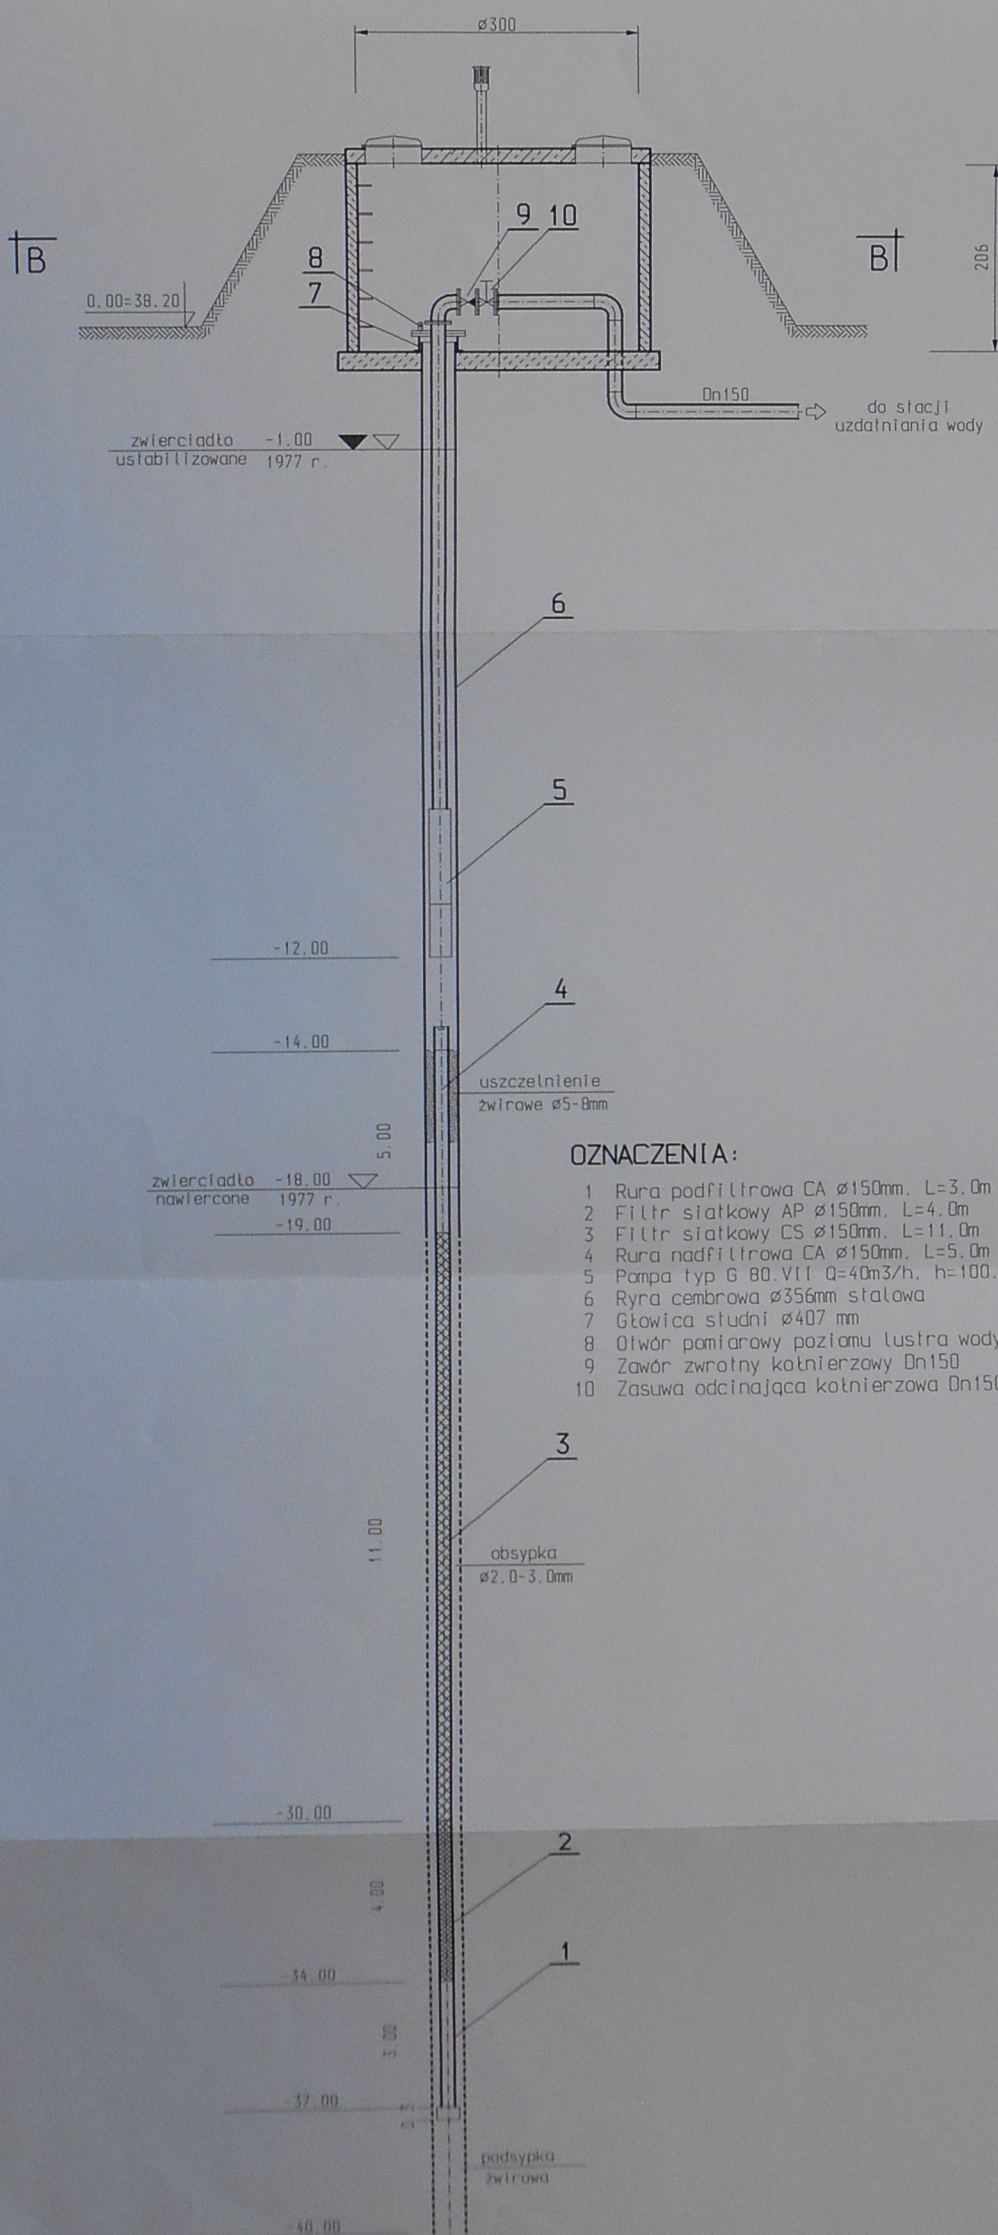 ø300
9 10
B
B
206
8
7
0.00=38.20
Dn150
do stacji
uzdatniania wody
zwierciadło -1.00
ustabilizowane 1977 r.
6
5
-12.00
4
-14.00
uszczelnienie
żwirowe ø5-8mm
5.00
OZNACZENIA:
zwierciadło -18.00
nawiercone 1977 r.
-19.00
1 Rura podfiltrowa CA ø150mm. L=3.0m
2 Filtr siatkowy AP ø150mm. L=4.0m
3 Filtr siatkowy CS ø150mm. L=11.0m
4 Rura nadfiltrowa CA ø150mm. L=5.0m
5 Pompa typ G 80.VII Q=40m3/h. h=100.
6 Ryra cembrowa ø356mm stalowa
7 Głowica studni ø407 mm
8 Otwór pomiarowy poziomu lustra wody
9 Zawór zwrotny kołnierzowy Dn150
10 Zasuwa odcinająca kołnierzowa Dn150
3
11.00
obsypka
ø2.0-3.0mm
-30.00
2
4.00
1
-34.00
3.00
-37.00
podsypka
żwirowa
-40.00